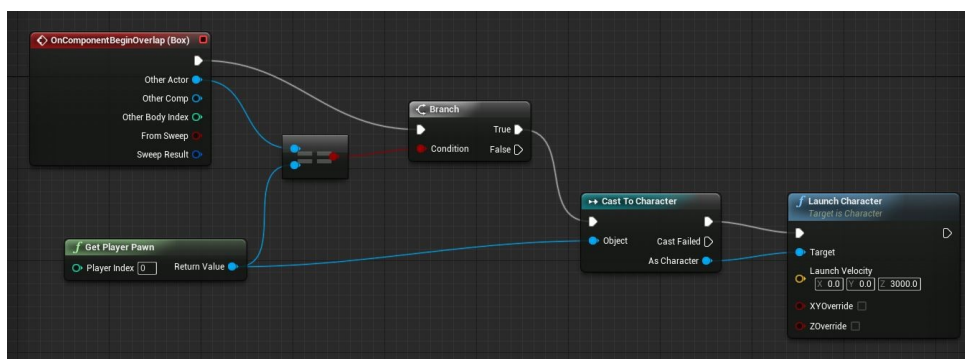 OnComponentBeginOverlap (Box)
Other Actor
Other Comp
Other Body Index
From Sweep
Sweep Result
==
Branch
True
Condition
False
f Get Player Pawn
Player Index 0
Return Value
Cast To Character
Object
Cast Failed
As Character
f Launch Character
Target is Character
Target
Launch Velocity
X 0.0 Y 0.0 Z 3000.0
XYOverride
ZOverride